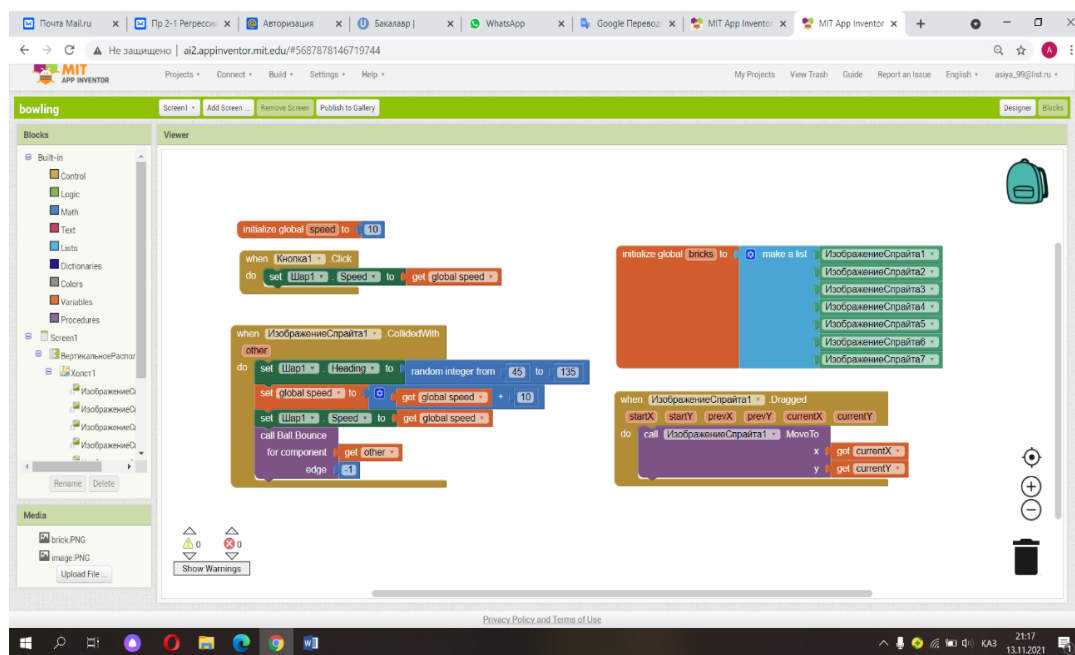 Почта Mail.ru
Пр 2-1 Регресси
Авторизация
Бакалавр |
WhatsApp
Google Перевод
MIT App Inventor
MIT App Inventor
Не защищено | ai2.appinventor.mit.edu/#5687878146719744
A
MIT
APP INVENTOR
Projects
Connect
Build
Settings
Help
My Projects
View Trash
Guide
Report an Issue
English
asiya_99@list.ru
bowling
Screen1
Add Screen ...
Remove Screen
Publish to Gallery
Designer
Blocks
Blocks
Viewer
Built-in
Control
Logic
Math
Text
Lists
Dictionaries
Colors
Variables
Procedures
Screen1
ВертикальноеРаспол
Холст1
ИзображениеС
ИзображениеС
ИзображениеС
ИзображениеС
Rename
Delete
Media
brick.PNG
image.PNG
Upload File ...
initialize global speed to 10
when Кнопка1 .Click
do set Шар1 . Speed to get global speed
when ИзображениеСпрайта1 .CollidedWith
other
do set Шар1 . Heading to random integer from 45 to 135
set global speed to get global speed + 10
set Шар1 . Speed to get global speed
call Ball.Bounce
for component get other
edge -1
initialize global bricks to make a list ИзображениеСпрайта1
ИзображениеСпрайта2
ИзображениеСпрайта3
ИзображениеСпрайта4
ИзображениеСпрайта5
ИзображениеСпрайта6
ИзображениеСпрайта7
when ИзображениеСпрайта1 .Dragged
startX startY prevX prevY currentX currentY
do call ИзображениеСпрайта1 .MoveTo
x get currentX
y get currentY
0 0
Show Warnings
Privacy Policy and Terms of Use
КАЗ
21:17
13.11.2021